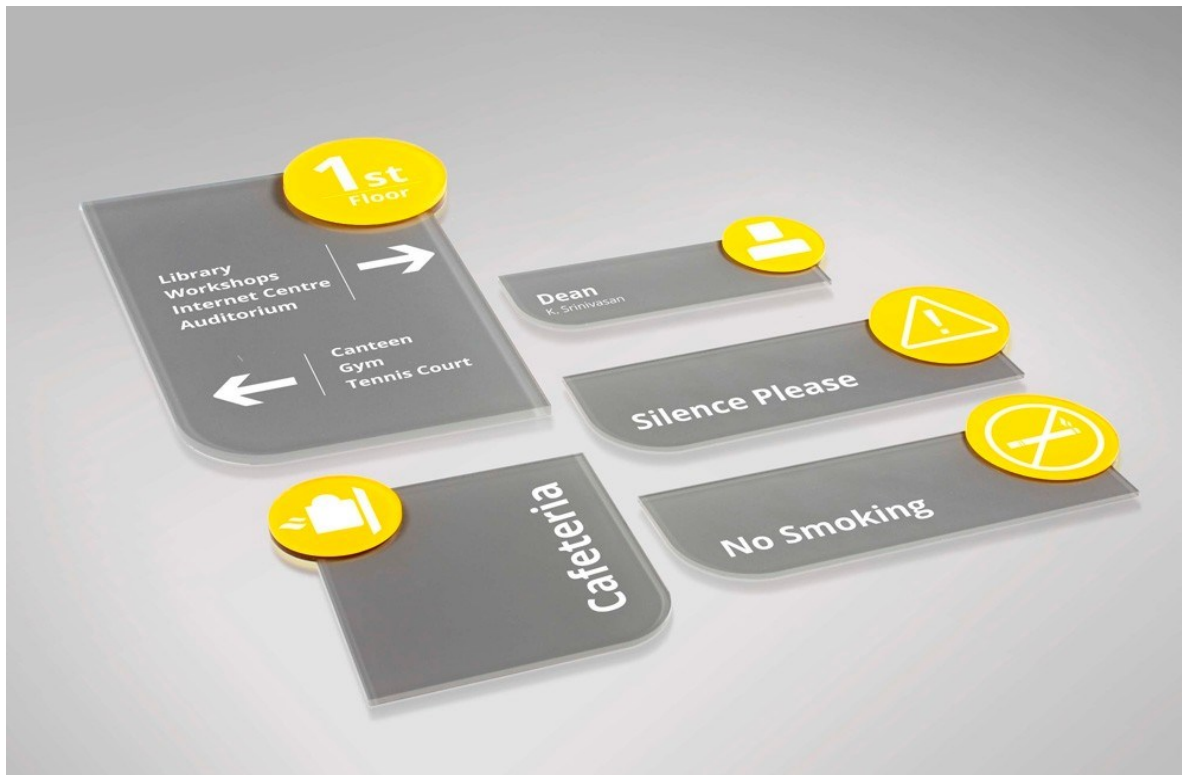 1st
Floor
Library
Workshops
Internet Centre
Auditorium
Canteen
Gym
Tennis Court
Dean
K. Srinivasan
Silence Please
No Smoking
Cafeteria